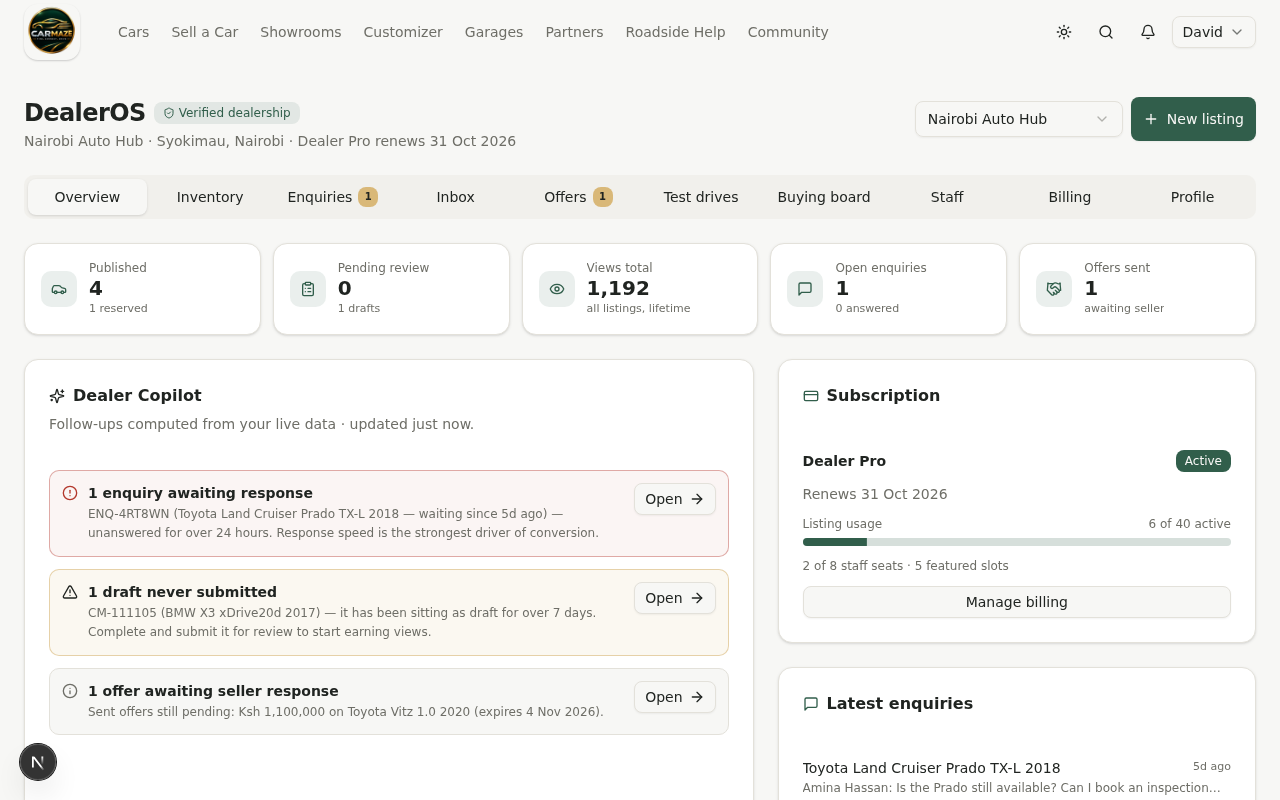 CARMAZE
Cars
Sell a Car
Showrooms
Customizer
Garages
Partners
Roadside Help
Community
David
DealerOS
Verified dealership
Nairobi Auto Hub · Syokimau, Nairobi · Dealer Pro renews 31 Oct 2026
Nairobi Auto Hub
New listing
Overview
Inventory
Enquiries 1
Inbox
Offers 1
Test drives
Buying board
Staff
Billing
Profile
Published
4
1 reserved
Pending review
0
1 drafts
Views total
1,192
all listings, lifetime
Open enquiries
1
0 answered
Offers sent
1
awaiting seller
Dealer Copilot
Follow-ups computed from your live data · updated just now.
1 enquiry awaiting response
ENQ-4RT8WN (Toyota Land Cruiser Prado TX-L 2018 — waiting since 5d ago) —
unanswered for over 24 hours. Response speed is the strongest driver of conversion.
Open
1 draft never submitted
CM-111105 (BMW X3 xDrive20d 2017) — it has been sitting as draft for over 7 days.
Complete and submit it for review to start earning views.
Open
1 offer awaiting seller response
Sent offers still pending: Ksh 1,100,000 on Toyota Vitz 1.0 2020 (expires 4 Nov 2026).
Open
Subscription
Dealer Pro
Active
Renews 31 Oct 2026
Listing usage
6 of 40 active
2 of 8 staff seats · 5 featured slots
Manage billing
Latest enquiries
Toyota Land Cruiser Prado TX-L 2018
5d ago
Amina Hassan: Is the Prado still available? Can I book an inspection…
N